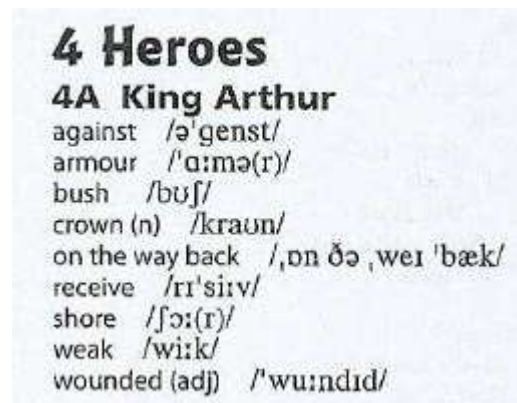 4 Heroes
4A King Arthur
against /əˈgenst/
armour /ˈɑːmə(r)/
bush /bʊʃ/
crown (n) /kraʊn/
on the way back /ˌɒn ðə ˌweɪ ˈbæk/
receive /rɪˈsiːv/
shore /ʃɔː(r)/
weak /wiːk/
wounded (adj) /ˈwuːndɪd/